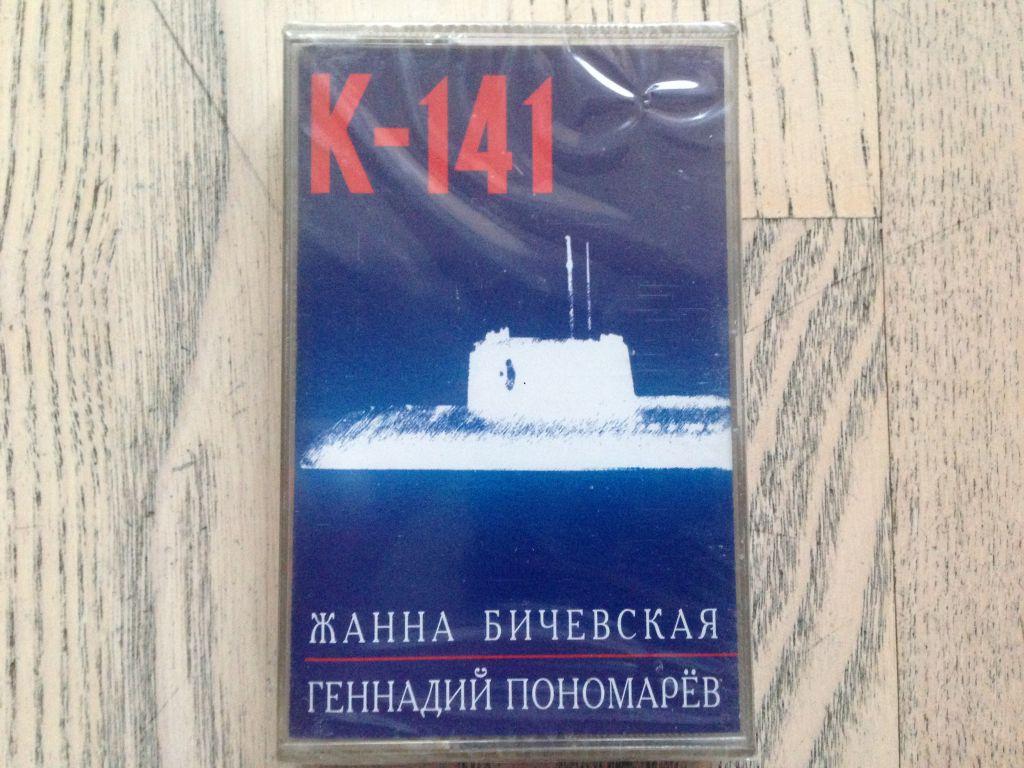 К-141
ЖАННА БИЧЕВСКАЯ
ГЕННАДИЙ ПОНОМАРЁВ